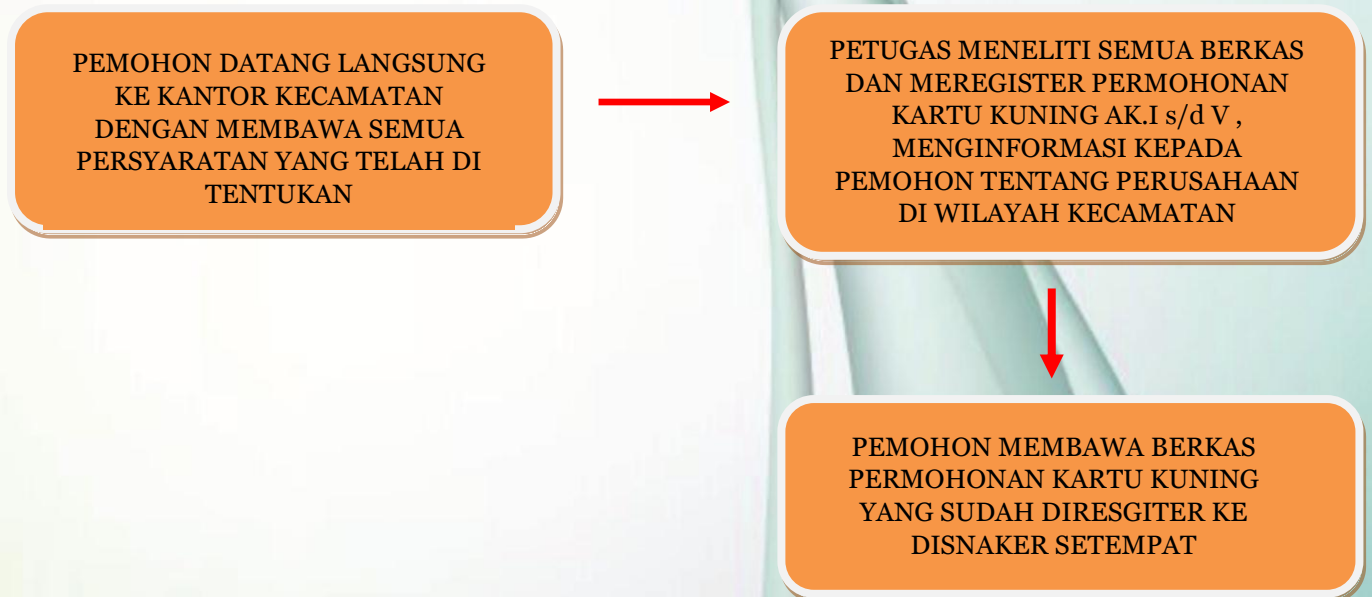 PEMOHON DATANG LANGSUNG
KE KANTOR KECAMATAN
DENGAN MEMBAWA SEMUA
PERSYARATAN YANG TELAH DI
TENTUKAN
PETUGAS MENELITI SEMUA BERKAS
DAN MEREGISTER PERMOHONAN
KARTU KUNING AK.I s/d V ,
MENGINFORMASI KEPADA
PEMOHON TENTANG PERUSAHAAN
DI WILAYAH KECAMATAN
PEMOHON MEMBAWA BERKAS
PERMOHONAN KARTU KUNING
YANG SUDAH DIRESGITER KE
DISNAKER SETEMPAT